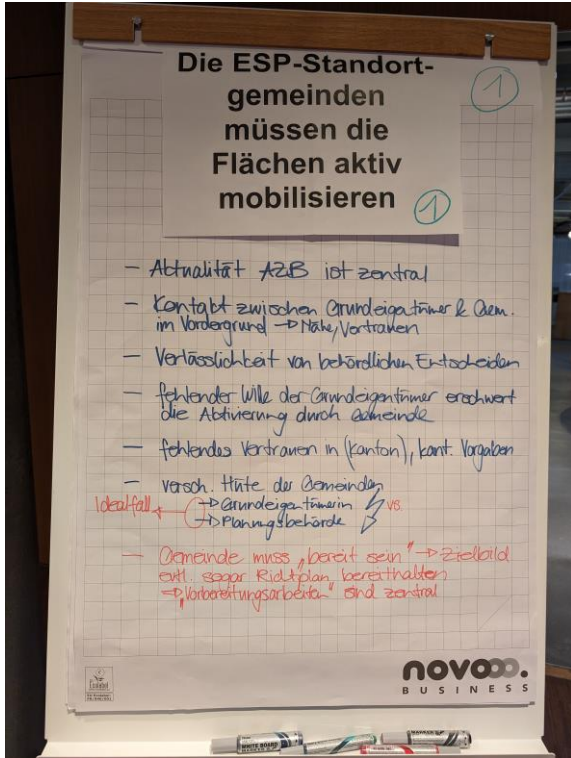 Die ESP-Standort-
gemeinden
müssen die
Flächen aktiv
mobilisieren
1
1
– Aktualität AZB ist zentral
– Kontakt zwischen Grundeigentümer & Gem.
im Vordergrund → Nähe, Vertrauen
– Verlässlichkeit von behördlichen Entscheiden
– fehlender Wille der Grundeigentümer erschwert
die Aktivierung durch Gemeinde
– fehlendes Vertrauen in (Kanton), kant. Vorgaben
– versch. Hüte der Gemeinden
Idealfall ← → Grundeigentümerin
→ Planungsbehörde
vs.
– Gemeinde muss „bereit sein" → Zielbild
evtl. sogar Richtplan bereithalten
→ „Vorbereitungsarbeiten" sind zentral
novooo.
BUSINESS